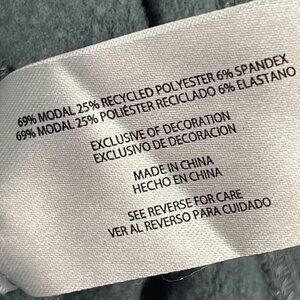 69% MODAL 25% RECYCLED POLYESTER 6% SPANDEX
69% MODAL 25% POLIÉSTER RECICLADO 6% ELASTANO
EXCLUSIVE OF DECORATION
EXCLUSIVO DE DECORACION
MADE IN CHINA
HECHO EN CHINA
SEE REVERSE FOR CARE
VER AL REVERSO PARA CUIDADO